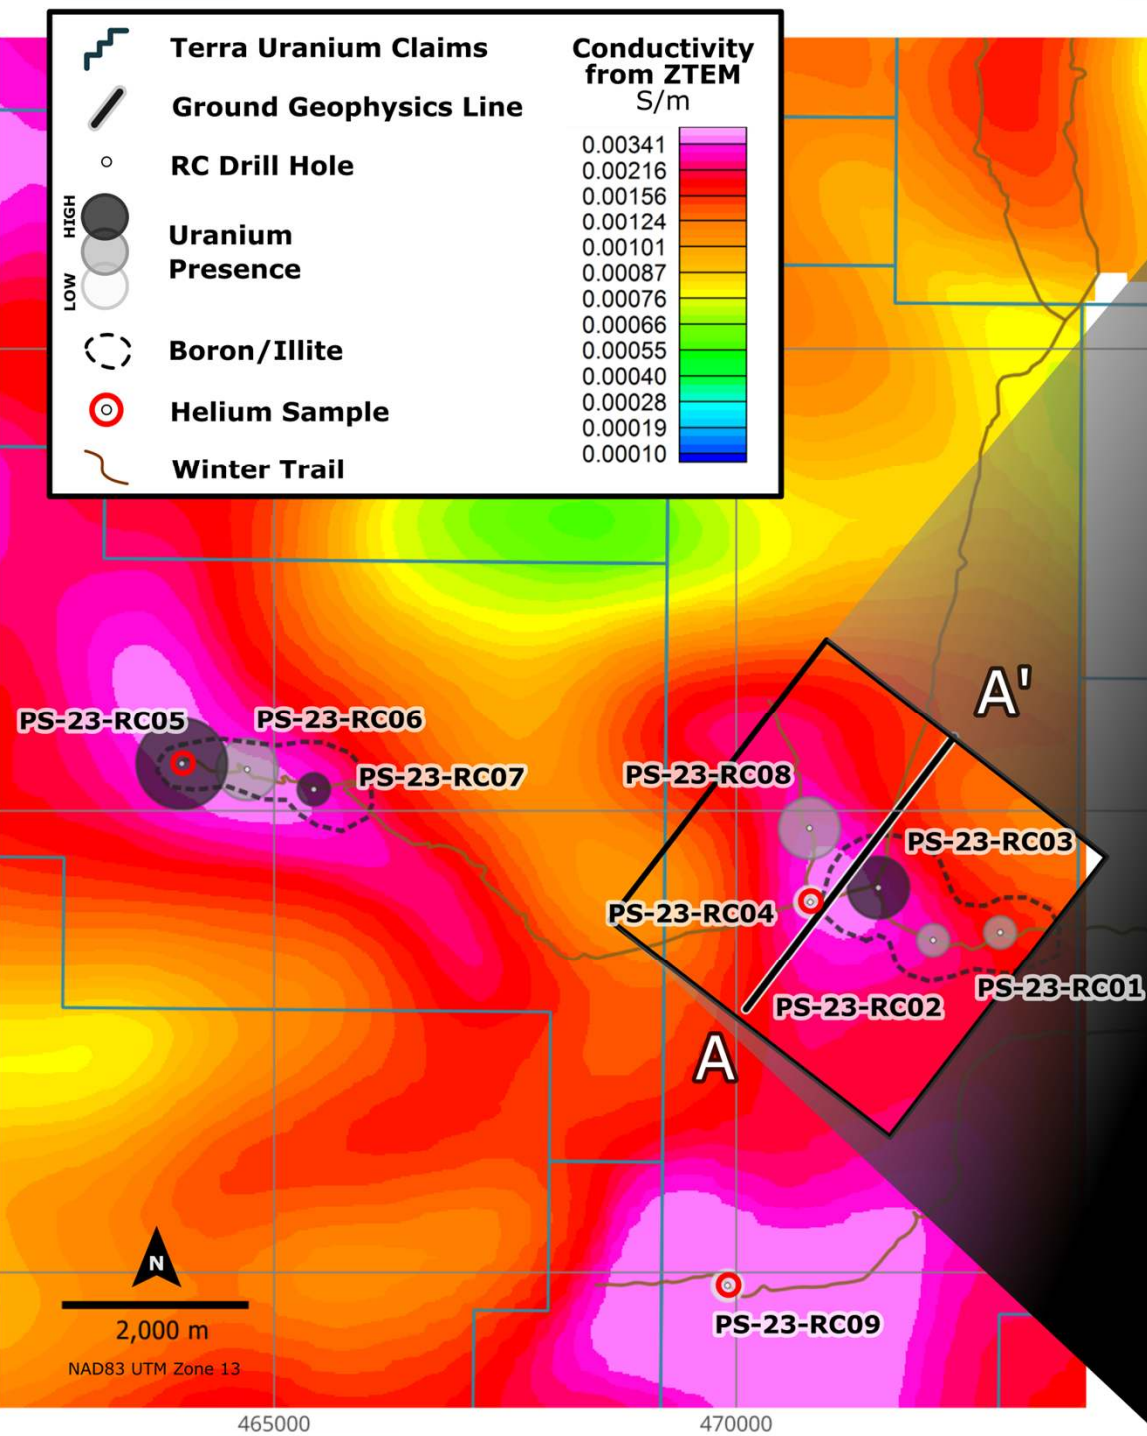 Terra Uranium Claims
Ground Geophysics Line
RC Drill Hole
HIGH
LOW
Uranium
Presence
Boron/Illite
Helium Sample
Winter Trail
Conductivity
from ZTEM
S/m
0.00341
0.00216
0.00156
0.00124
0.00101
0.00087
0.00076
0.00066
0.00055
0.00040
0.00028
0.00019
0.00010
A'
PS-23-RC05
PS-23-RC06
PS-23-RC07
PS-23-RC08
PS-23-RC03
PS-23-RC04
PS-23-RC01
PS-23-RC02
A
N
2,000 m
PS-23-RC09
NAD83 UTM Zone 13
465000
470000